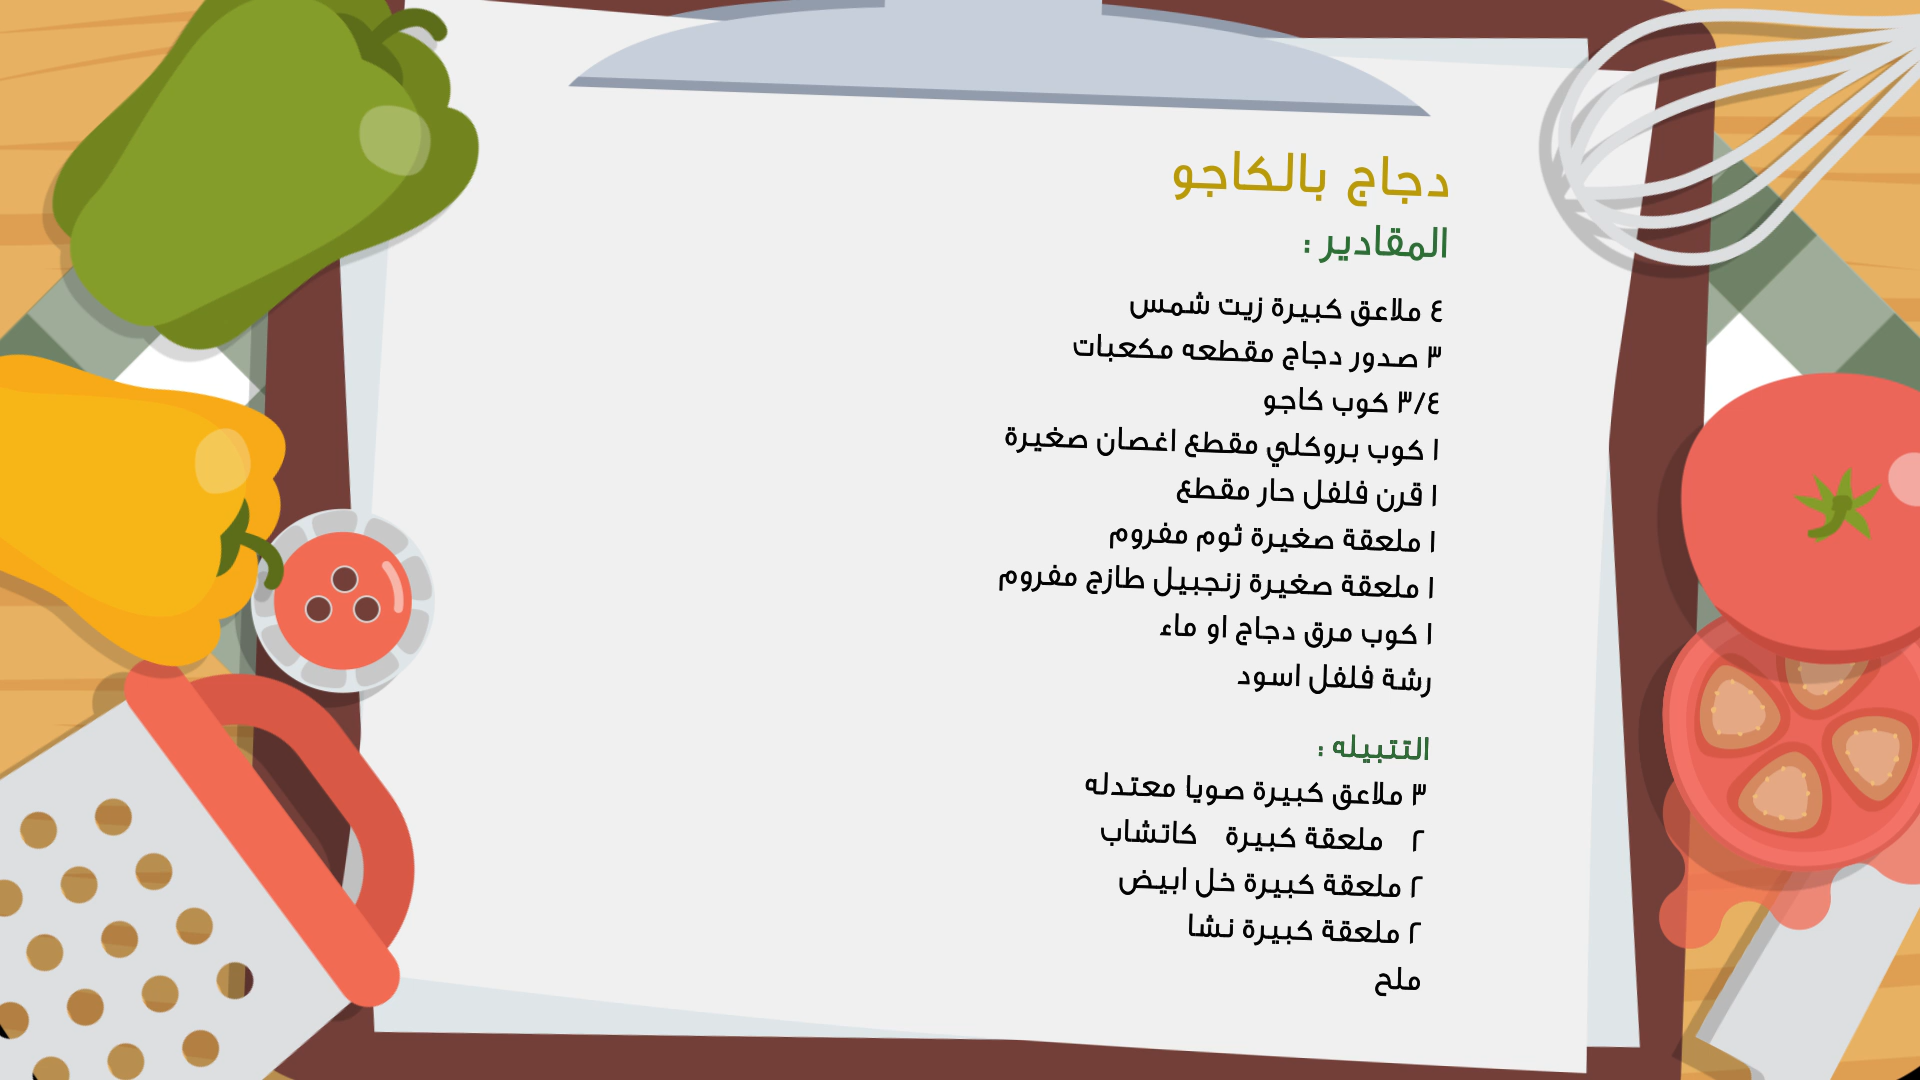 دجاج بالكاجو
المقادير :
٤ ملاعق كبيرة زيت شمس
٣ صدور دجاج مقطعه مكعبات
٣/٤ كوب كاجو
١ كوب بروكلي مقطع اغصان صغيرة
١ قرن فلفل حار مقطع
١ ملعقة صغيرة ثوم مفروم
١ ملعقة صغيرة زنجبيل طازج مفروم
١ كوب مرق دجاج او ماء
رشة فلفل اسود
التتبيله :
٣ ملاعق كبيرة صويا معتدله
٢ ملعقة كبيرة كاتشاب
٢ ملعقة كبيرة خل ابيض
٢ ملعقة كبيرة نشا
ملح